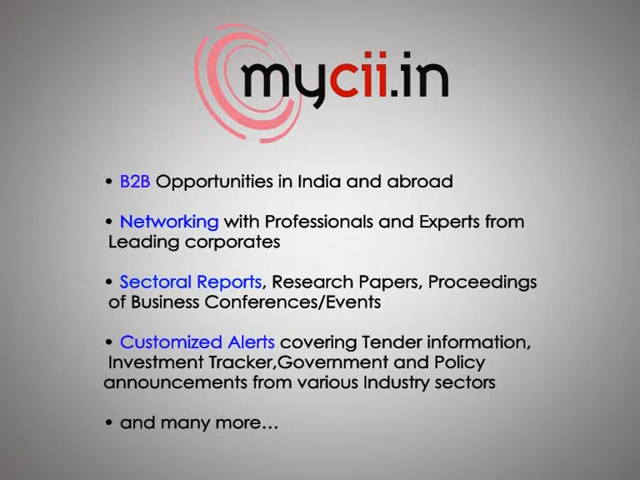 mycii.in
• B2B Opportunities in India and abroad
• Networking with Professionals and Experts from
Leading corporates
• Sectoral Reports, Research Papers, Proceedings
of Business Conferences/Events
• Customized Alerts covering Tender information,
Investment Tracker,Government and Policy
announcements from various Industry sectors
• and many more...